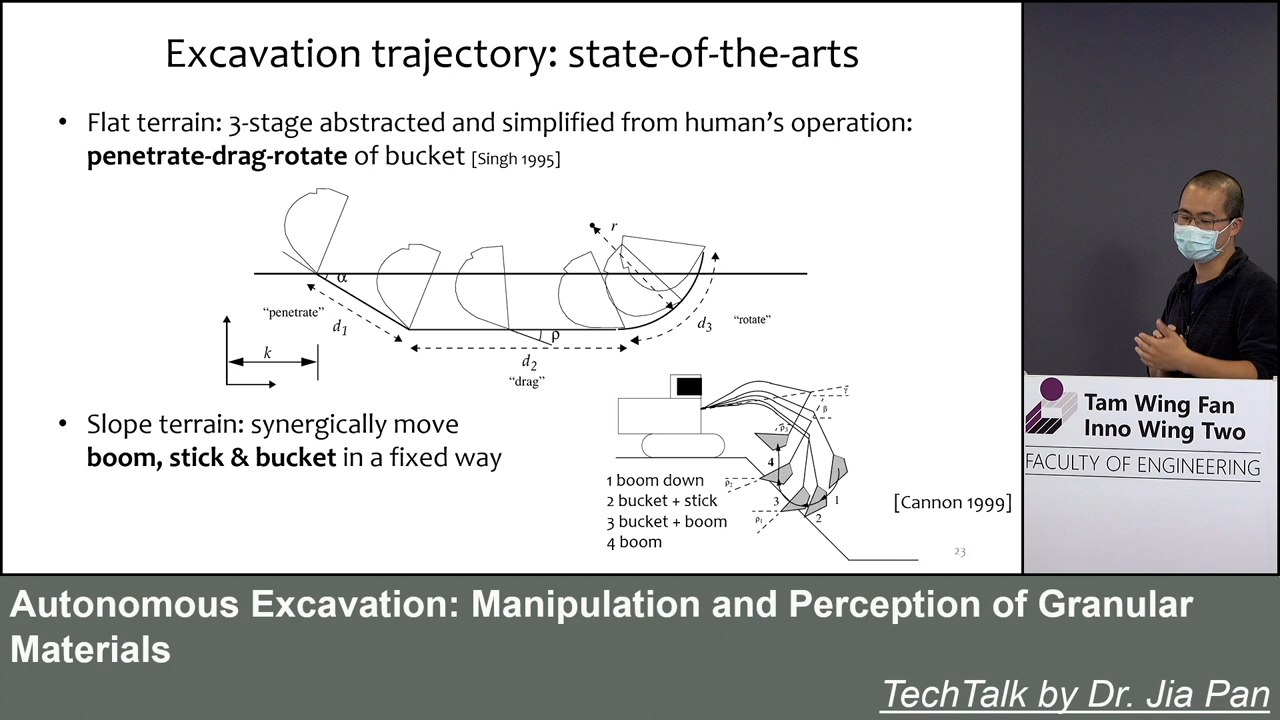 Excavation trajectory: state-of-the-arts
• Flat terrain: 3-stage abstracted and simplified from human's operation:
penetrate-drag-rotate of bucket [Singh 1995]
r
α
"penetrate"
d1
ρ
d3
"rotate"
k
d2
"drag"
• Slope terrain: synergically move
boom, stick & bucket in a fixed way
γ
β
ρ3
4
ρ2
3
1
ρ1
2
1 boom down
2 bucket + stick
3 bucket + boom
4 boom
[Cannon 1999]
23
Tam Wing Fan
Inno Wing Two
FACULTY OF ENGINEERING
Autonomous Excavation: Manipulation and Perception of Granular
Materials
TechTalk by Dr. Jia Pan